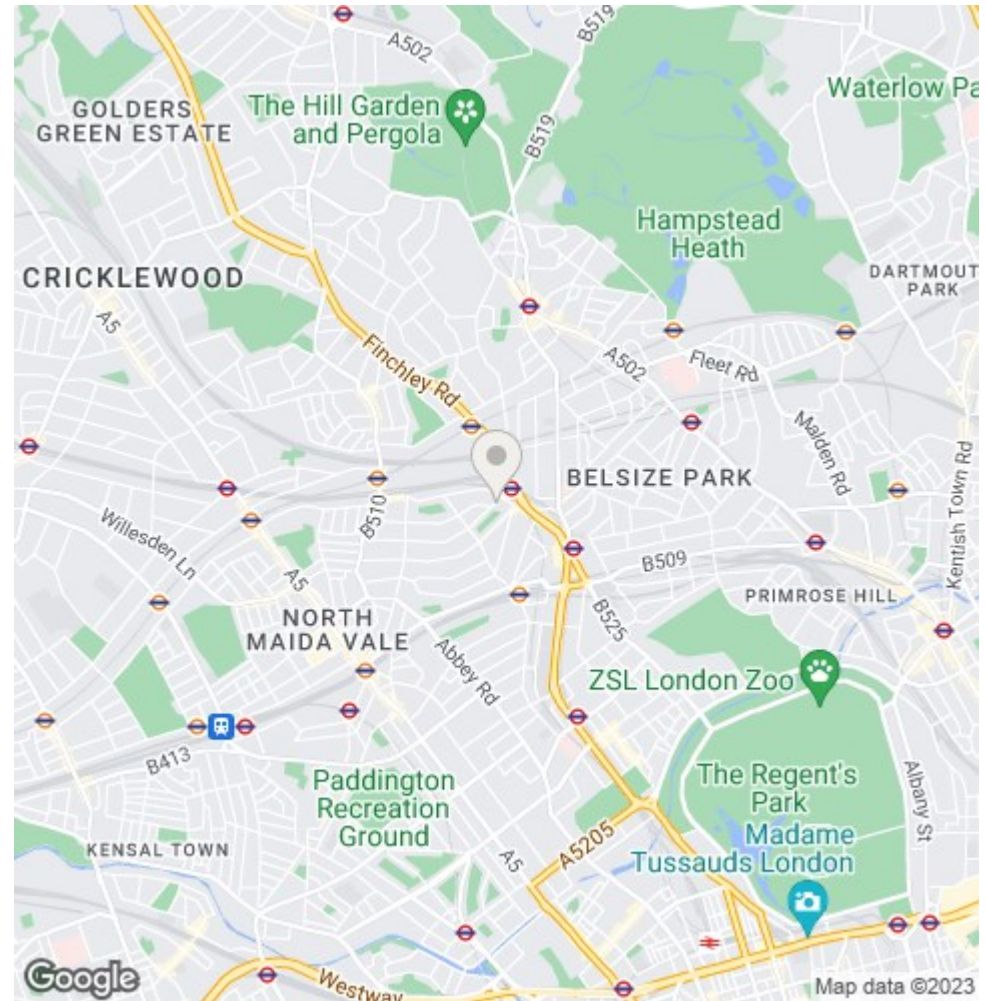 A502
B519
GOLDERS
GREEN ESTATE
The Hill Garden
and Pergola
B519
Waterlow Pa
Hampstead
Heath
CRICKLEWOOD
DARTMOUT
PARK
A5
Finchley Rd
A502
Fleet Rd
Malden Rd
Kentish Town Rd
BELSIZE PARK
B510
Willesden Ln
A5
B509
PRIMROSE HILL
NORTH
MAIDA VALE
B525
Abbey Rd
ZSL London Zoo
B413
The Regent's
Park
Albany St
Paddington
Recreation
Ground
Madame
Tussauds London
KENSAL TOWN
A5
A5205
Westway
Google
Map data ©2023